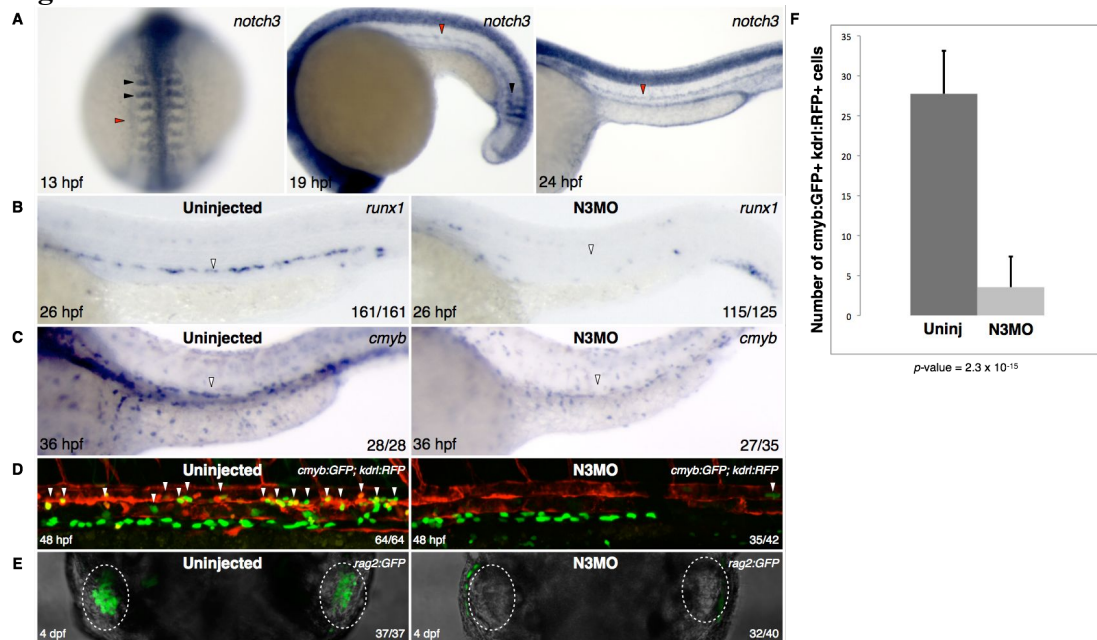 A
notch3
13 hpf
notch3
19 hpf
notch3
24 hpf
B
Uninjected
runx1
26 hpf
161/161
N3MO
runx1
26 hpf
115/125
C
Uninjected
cmyb
36 hpf
28/28
N3MO
cmyb
36 hpf
27/35
D
Uninjected
cmyb:GFP; kdrl:RFP
48 hpf
64/64
N3MO
cmyb:GFP; kdrl:RFP
48 hpf
35/42
E
Uninjected
rag2:GFP
4 dpf
37/37
N3MO
rag2:GFP
4 dpf
32/40
F
Number of cmyb:GFP+ kdrl:RFP+ cells
35
30
25
20
15
10
5
0
Uninj N3MO
p-value = 2.3 x 10-15